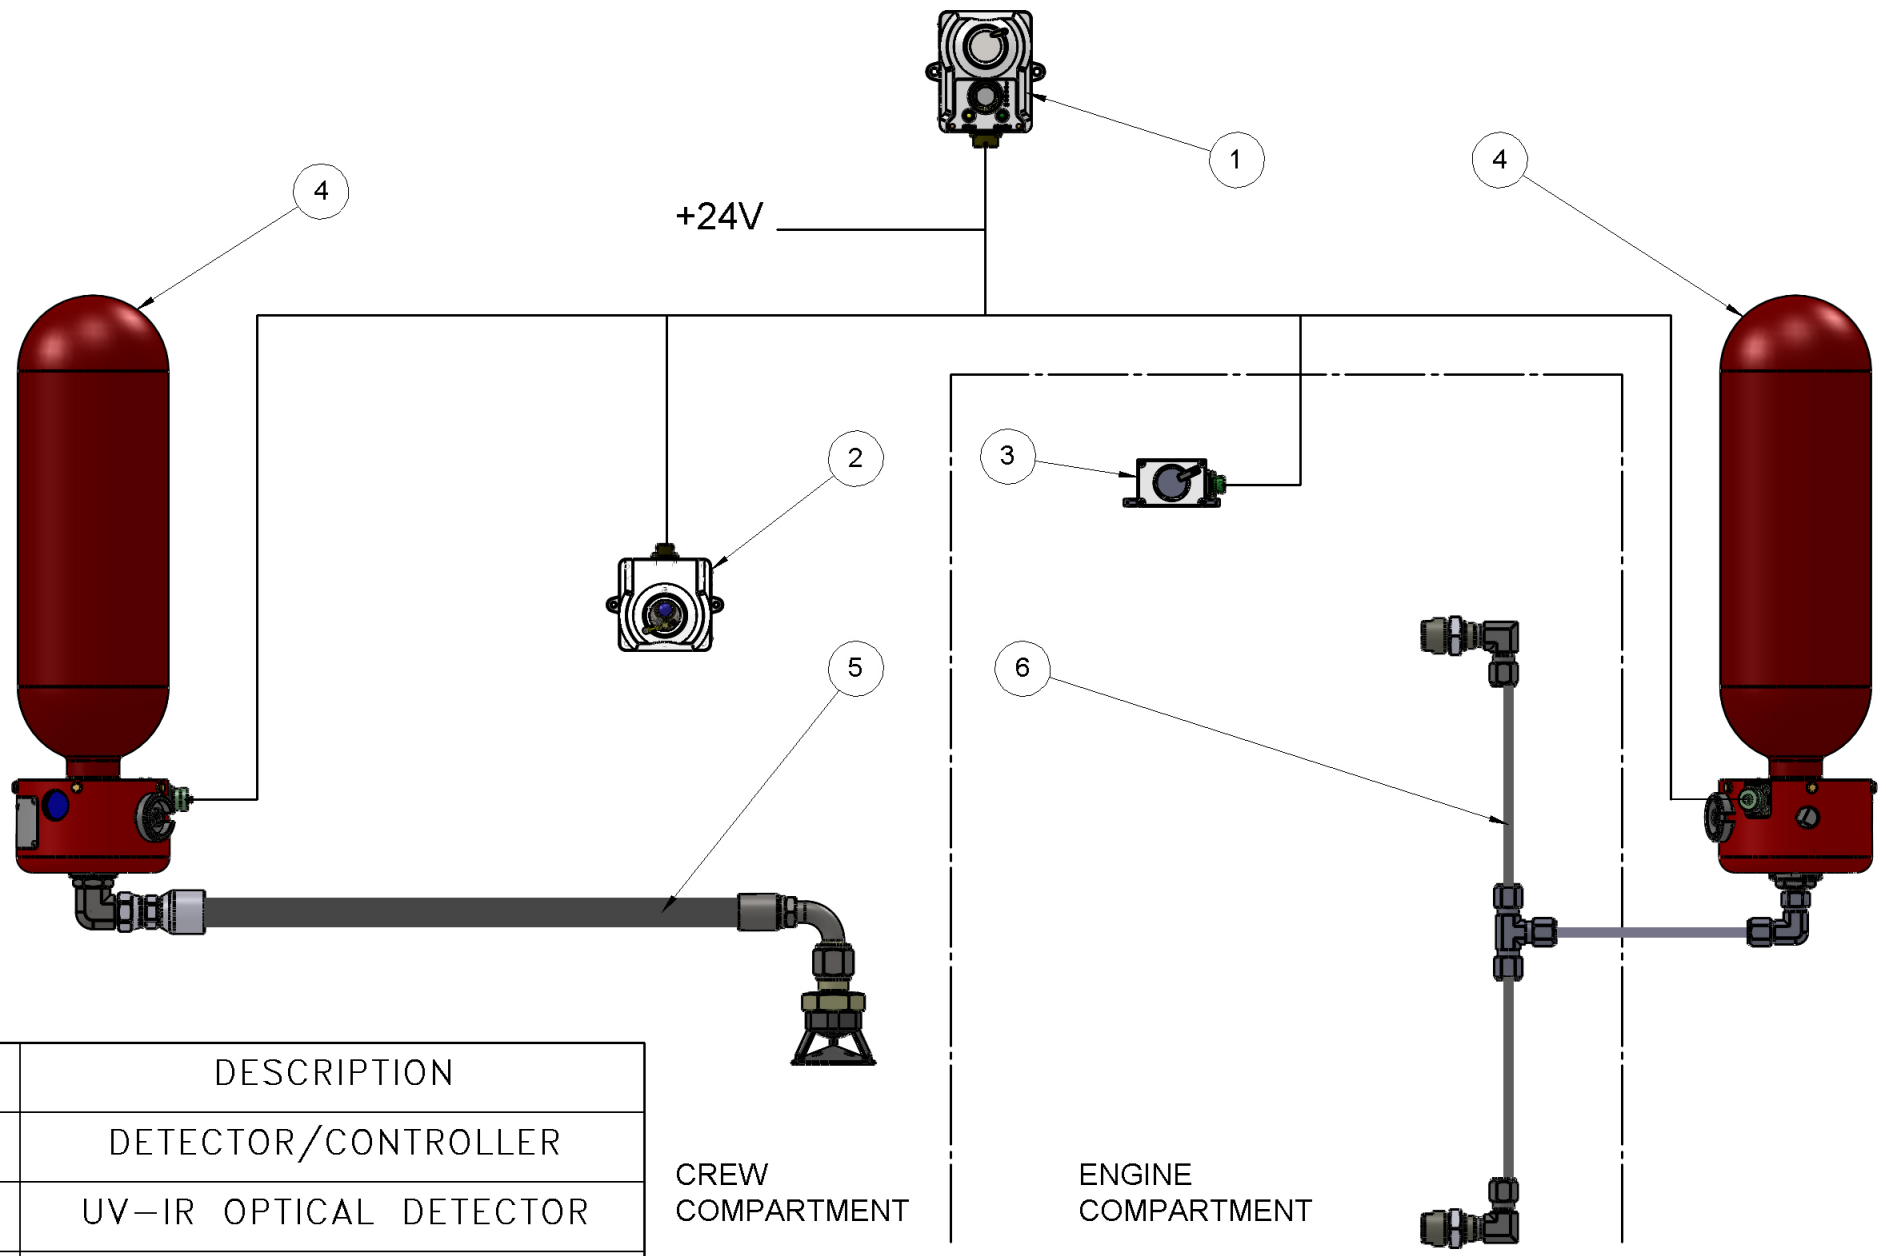 1
4
4
+24V
2
3
5
6
DESCRIPTION
DETECTOR/CONTROLLER
UV-IR OPTICAL DETECTOR
CREW
COMPARTMENT
ENGINE
COMPARTMENT